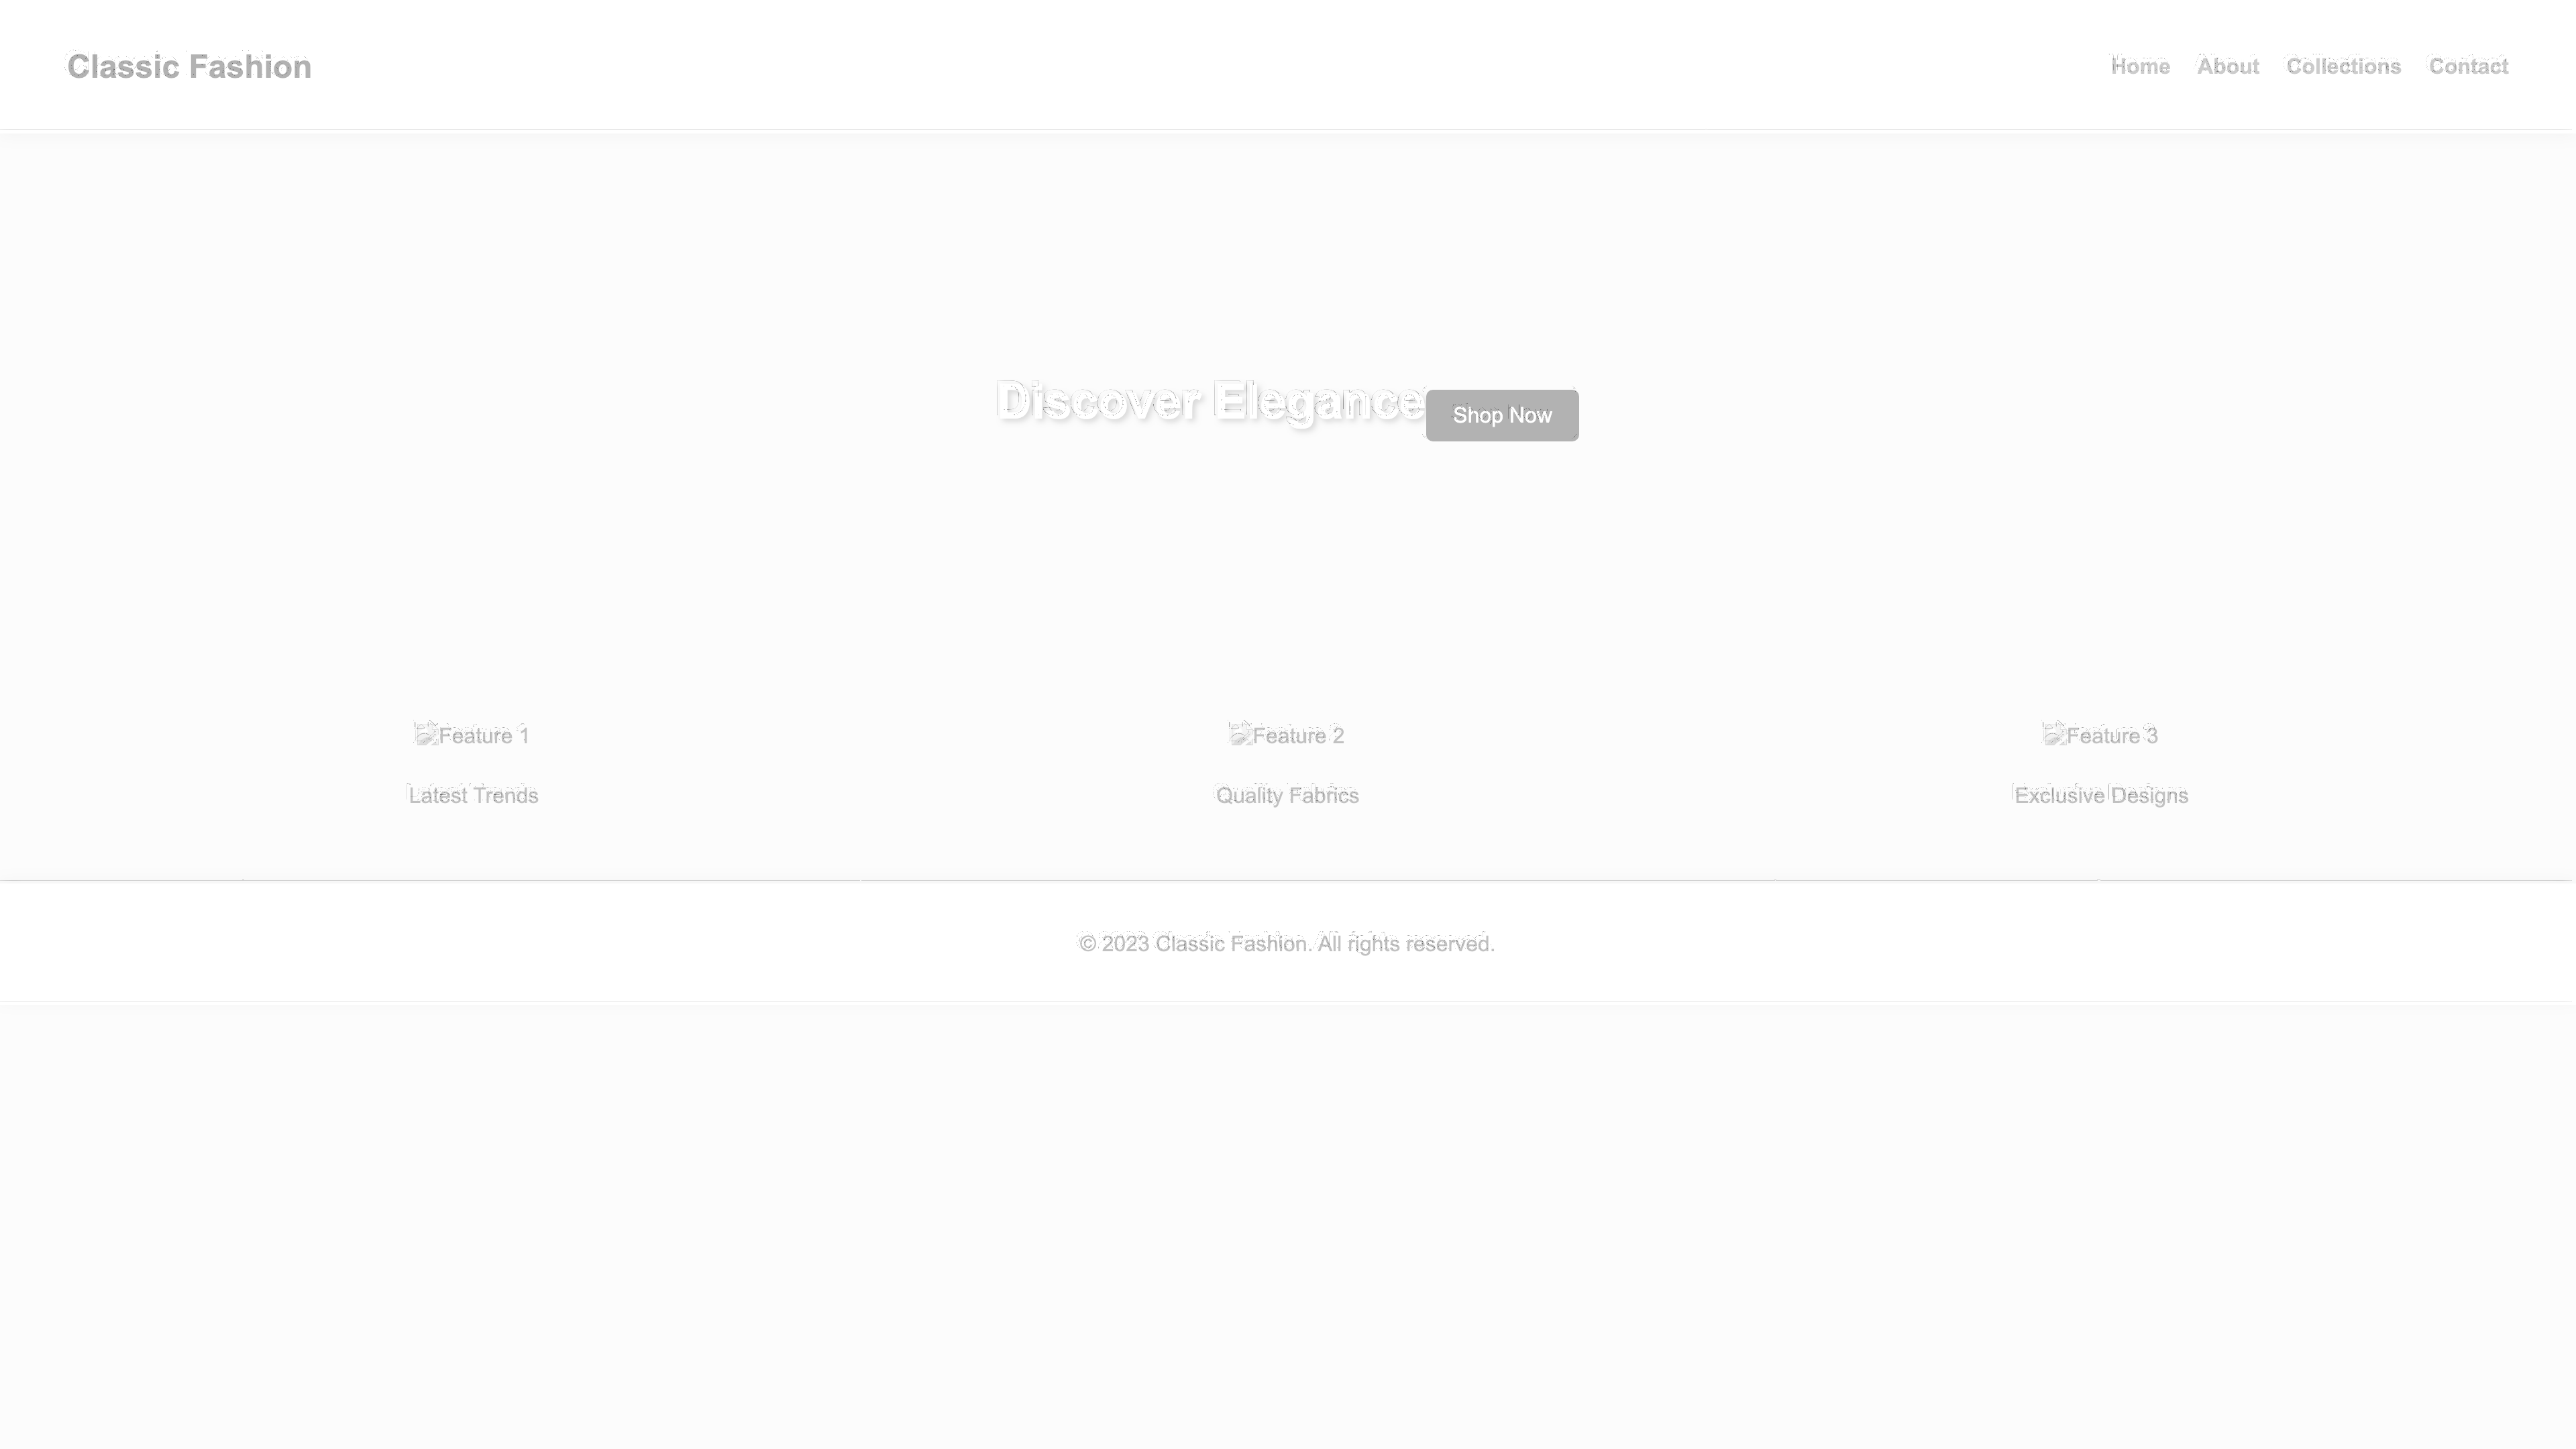 Classic Fashion
Home About Collections Contact
Discover Elegance
Shop Now
Feature 1
Feature 2
Feature 3
Latest Trends
Quality Fabrics
Exclusive Designs
© 2023 Classic Fashion. All rights reserved.